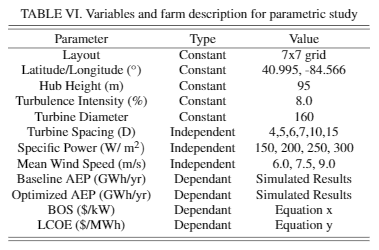 TABLE VI. Variables and farm description for parametric study
Parameter Type Value
Layout Constant 7x7 grid
Latitude/Longitude (°) Constant 40.995, -84.566
Hub Height (m) Constant 95
Turbulence Intensity (%) Constant 8.0
Turbine Diameter Constant 160
Turbine Spacing (D) Independent 4,5,6,7,10,15
Specific Power (W/ m²) Independent 150, 200, 250, 300
Mean Wind Speed (m/s) Independent 6.0, 7.5, 9.0
Baseline AEP (GWh/yr) Dependant Simulated Results
Optimized AEP (GWh/yr) Dependant Simulated Results
BOS ($/kW) Dependant Equation x
LCOE ($/MWh) Dependant Equation y